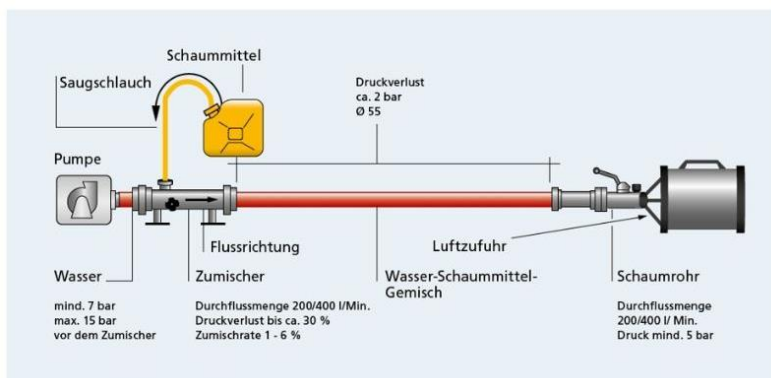 Schaummittel
Saugschlauch
Druckverlust
ca. 2 bar
Ø 55
Pumpe
Flussrichtung
Luftzufuhr
Wasser
mind. 7 bar
max. 15 bar
vor dem Zumischer
Zumischer
Durchflussmenge 200/400 l/Min.
Druckverlust bis ca. 30 %
Zumischrate 1 - 6 %
Wasser-Schaummittel-
Gemisch
Schaumrohr
Durchflussmenge
200/400 l/ Min.
Druck mind. 5 bar